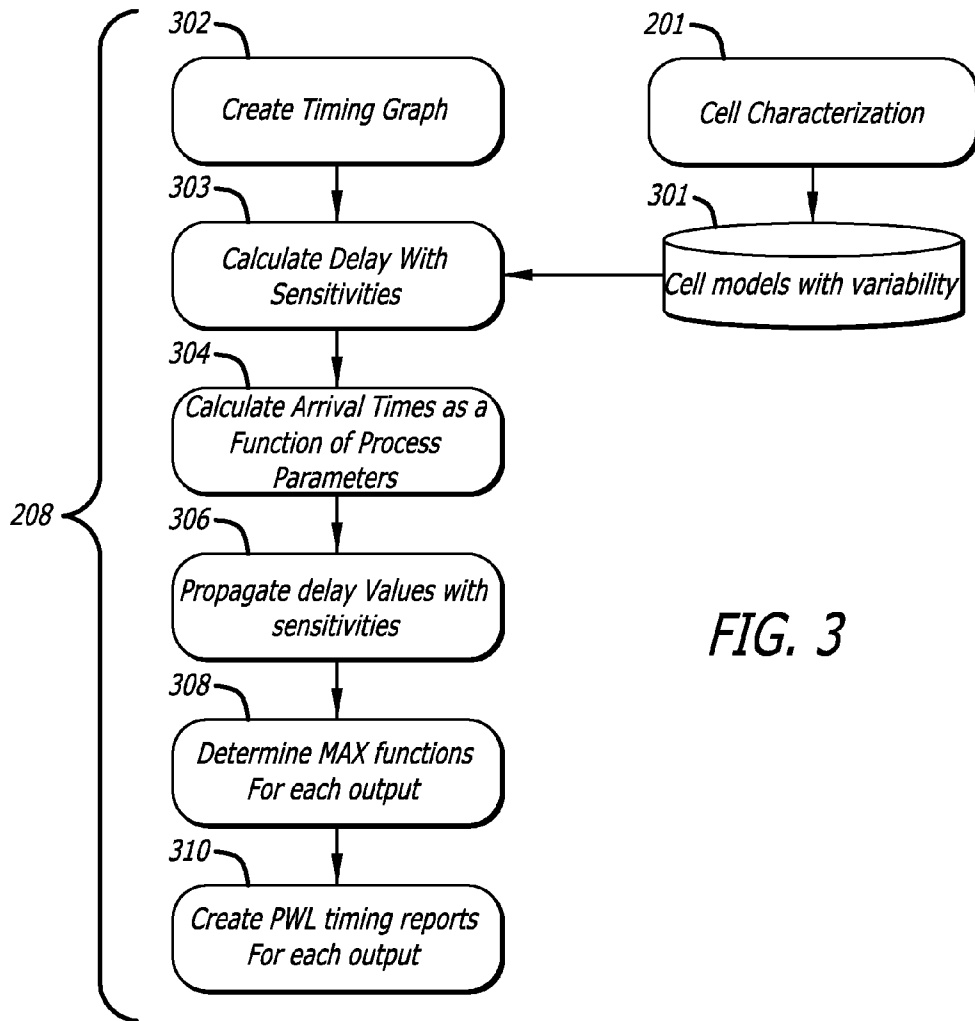 302
Create Timing Graph
201
Cell Characterization
303
Calculate Delay With
Sensitivities
301
Cell models with variability
304
Calculate Arrival Times as a
Function of Process
Parameters
208
306
Propagate delay Values with
sensitivities
FIG. 3
308
Determine MAX functions
For each output
310
Create PWL timing reports
For each output